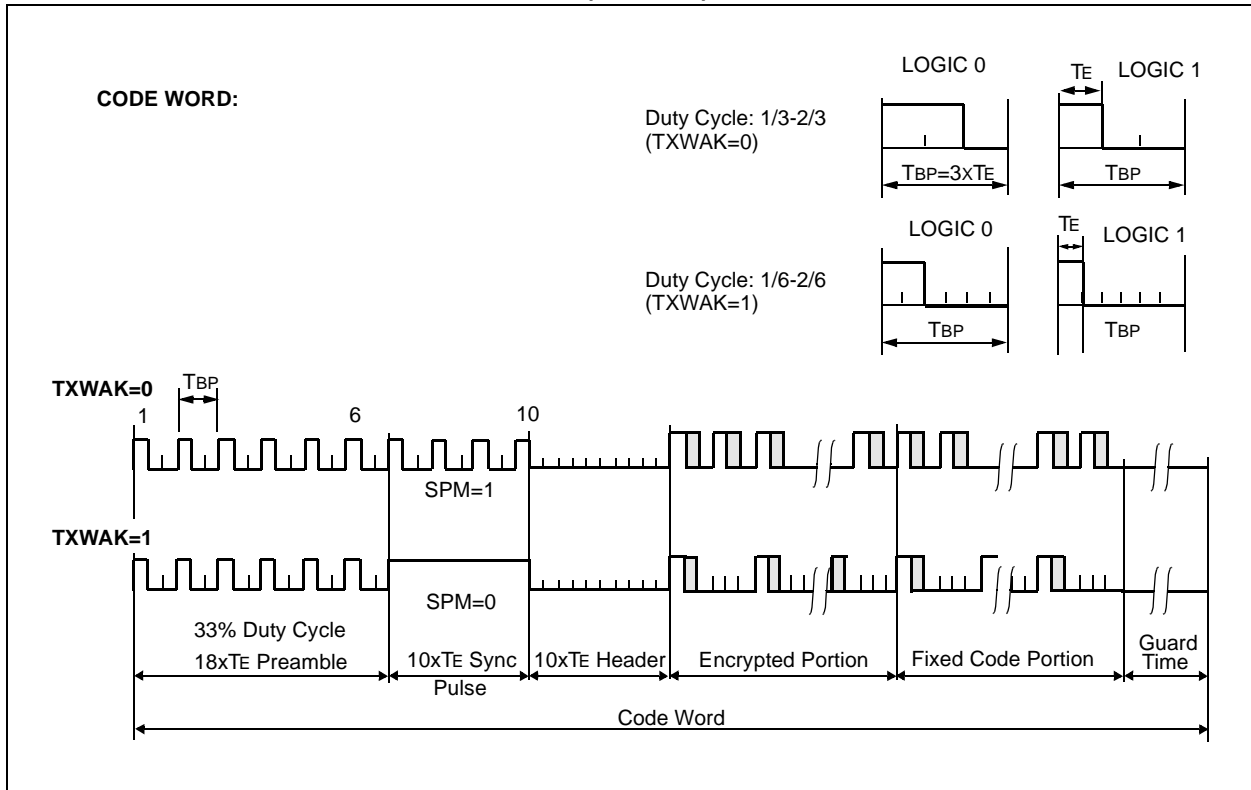 CODE WORD:
LOGIC 0
TE
LOGIC 1
Duty Cycle: 1/3-2/3
(TXWAK=0)
TBP=3XTE
TBP
LOGIC 0
TE
LOGIC 1
Duty Cycle: 1/6-2/6
(TXWAK=1)
TBP
TBP
TXWAK=0
TBP
1
6
10
SPM=1
TXWAK=1
SPM=0
33% Duty Cycle
18xTE Preamble
10xTE Sync
Pulse
10xTE Header
Encrypted Portion
Fixed Code Portion
Guard
Time
Code Word